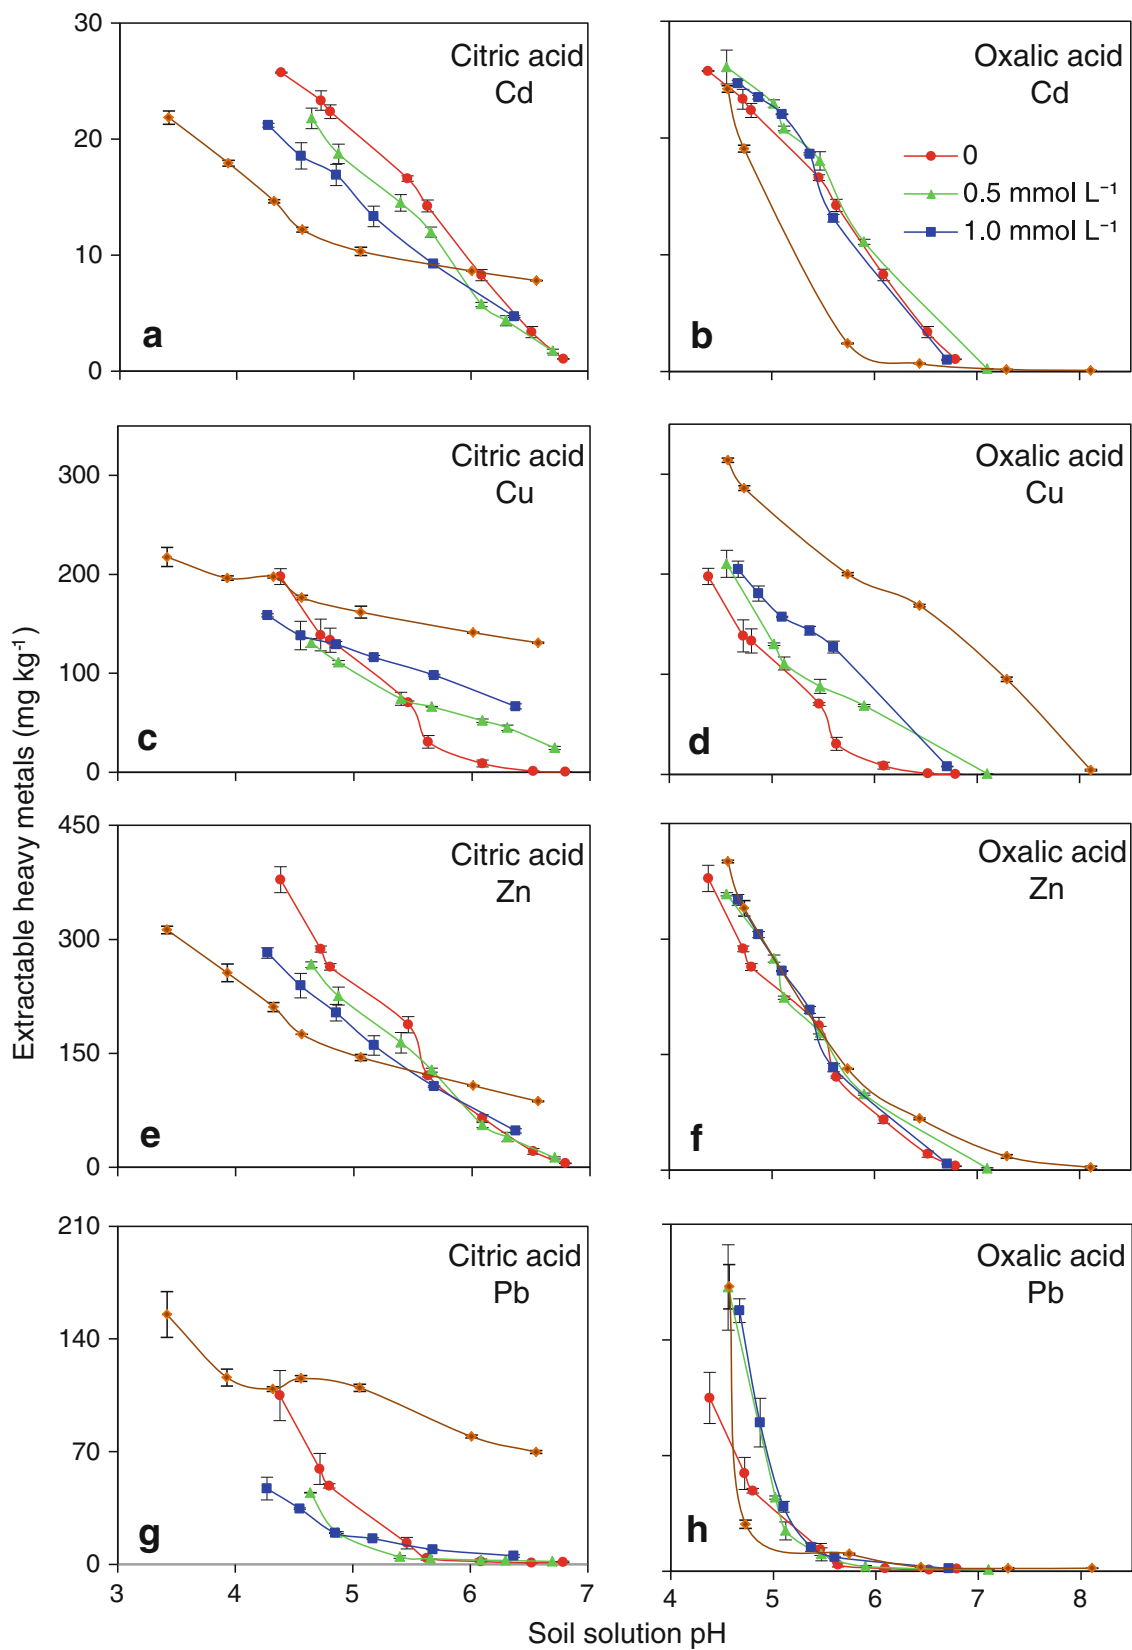 30
20
10
0
Citric acid
Cd
a
Oxalic acid
Cd
0
0.5 mmol L⁻¹
1.0 mmol L⁻¹
b
300
200
100
0
Citric acid
Cu
c
Oxalic acid
Cu
d
Extractable heavy metals (mg kg⁻¹)
450
300
150
0
Citric acid
Zn
e
Oxalic acid
Zn
f
210
140
70
0
Citric acid
Pb
g
Oxalic acid
Pb
h
3 4 5 6 7
4 5 6 7 8
Soil solution pH